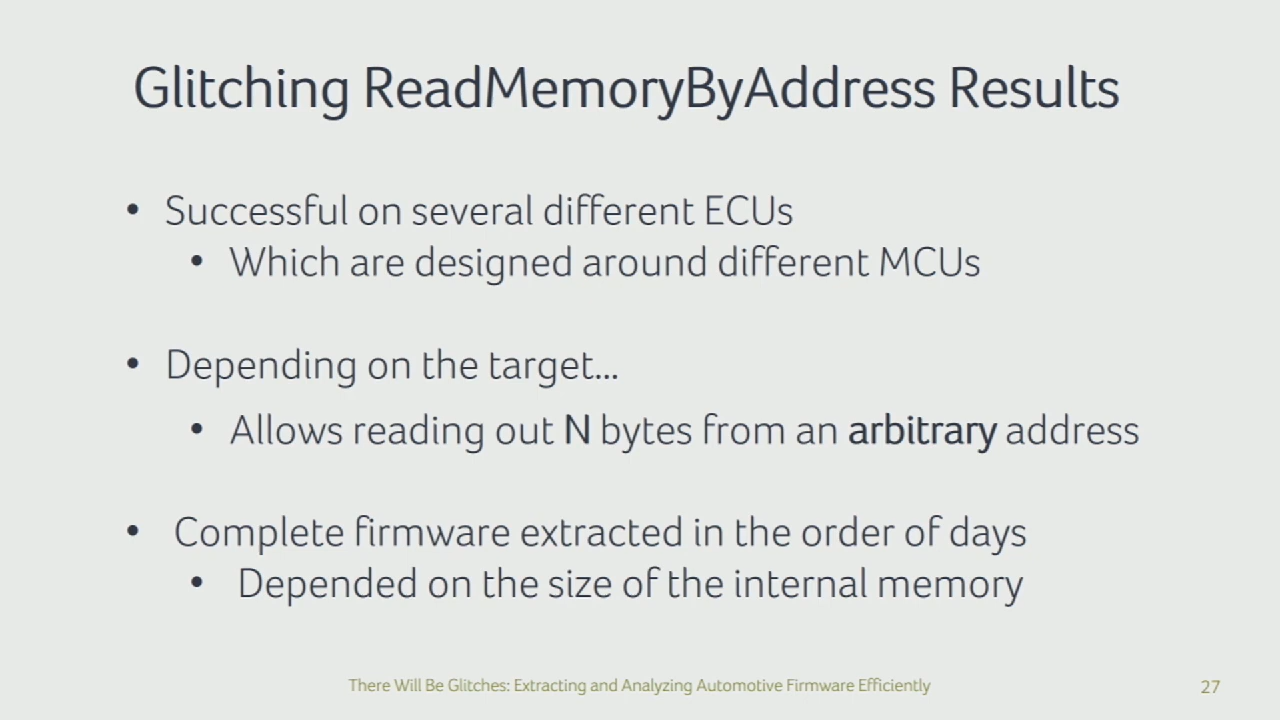 Glitching ReadMemoryByAddress Results
• Successful on several different ECUs
• Which are designed around different MCUs
• Depending on the target...
• Allows reading out N bytes from an arbitrary address
• Complete firmware extracted in the order of days
• Depended on the size of the internal memory
There Will Be Glitches: Extracting and Analyzing Automotive Firmware Efficiently
27